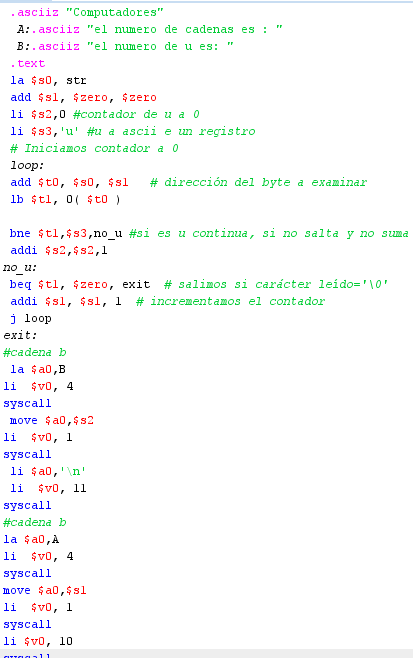 .asciiz "Computadores"
A:.asciiz "el numero de cadenas es : "
B:.asciiz "el numero de u es: "
.text
la $s0, str
add $s1, $zero, $zero
li $s2,0 #contador de u a 0
li $s3,'u' #u a ascii e un registro
# Iniciamos contador a 0
loop:
add $t0, $s0, $s1 # dirección del byte a examinar
lb $t1, 0( $t0 )
bne $t1,$s3,no_u #si es u continua, si no salta y no suma
addi $s2,$s2,1
no_u:
beq $t1, $zero, exit # salimos si carácter leído='\0'
addi $s1, $s1, 1 # incrementamos el contador
j loop
exit:
#cadena b
la $a0,B
li $v0, 4
syscall
move $a0,$s2
li $v0, 1
syscall
li $a0,'\n'
li $v0, 11
syscall
#cadena b
la $a0,A
li $v0, 4
syscall
move $a0,$s1
li $v0, 1
syscall
li $v0, 10
syscall